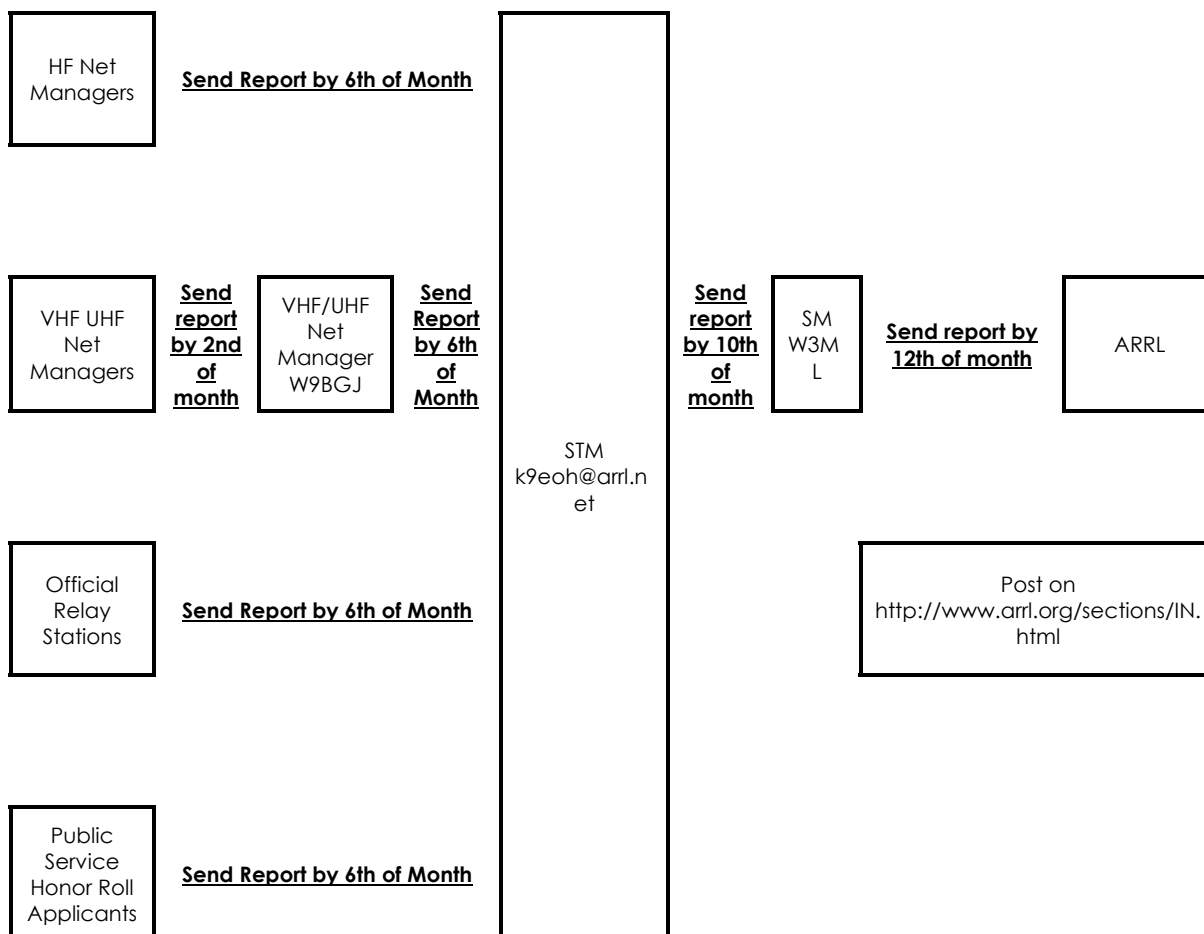 HF Net
Managers
Send Report by 6th of Month
VHF UHF
Net
Managers
Send
report
by 2nd
of
month
VHF/UHF
Net
Manager
W9BGJ
Send
Report
by 6th
of
Month
STM
k9eoh@arrl.n
et
Send
report
by 10th
of
month
SM
W3M
L
Send report by
12th of month
ARRL
Official
Relay
Stations
Send Report by 6th of Month
Post on
http://www.arrl.org/sections/IN.
html
Public
Service
Honor Roll
Applicants
Send Report by 6th of Month